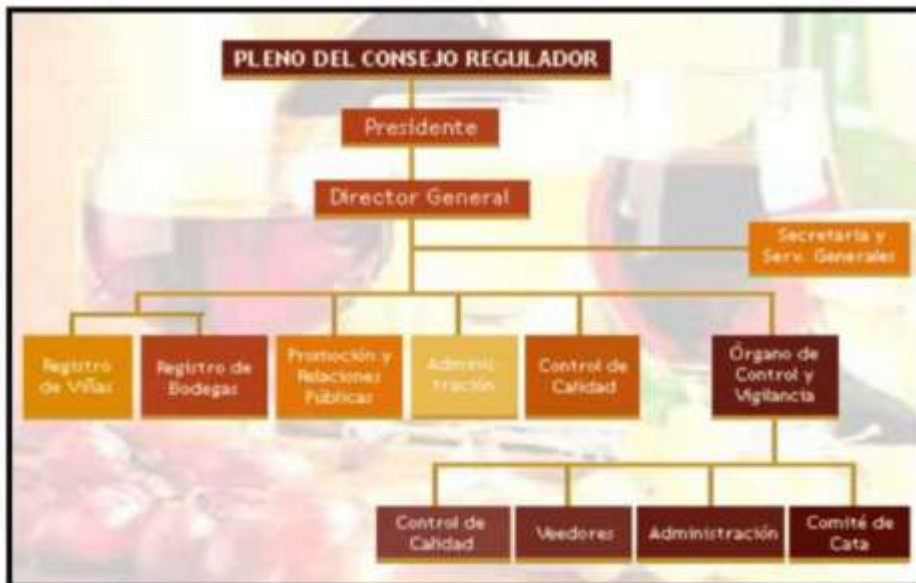 PLENO DEL CONSEJO REGULADOR
Presidente
Director General
Secretaría y
Serv. Generales
Registro
de Viñas
Registro de
Bodegas
Promoción y
Relaciones
Públicas
Adminis
tración
Control de
Calidad
Órgano de
Control y
Vigilancia
Control de
Calidad
Veedores
Administración
Comité de
Cata